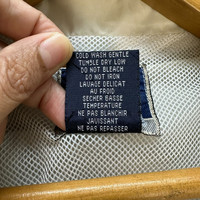 COLD WASH GENTLE
TUMBLE DRY LOW
DO NOT BLEACH
DO NOT IRON
LAVAGE DELICAT
AU FROID
SECHER BASSE
TEMPERATURE
NE PAS BLANCHIR
JAVISSANT
NE PAS REPASSER